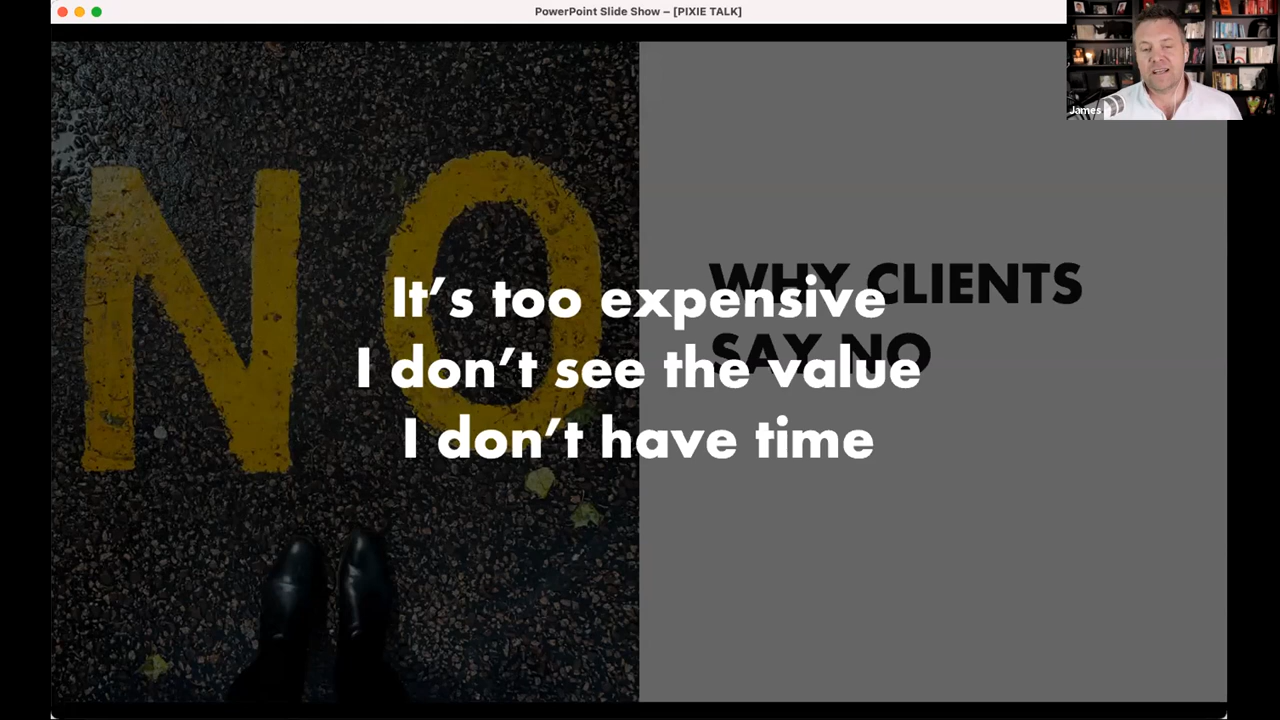 PowerPoint Slide Show – [PIXIE TALK]
James
NO
WHY CLIENTS
SAY NO
It’s too expensive
I don’t see the value
I don’t have time